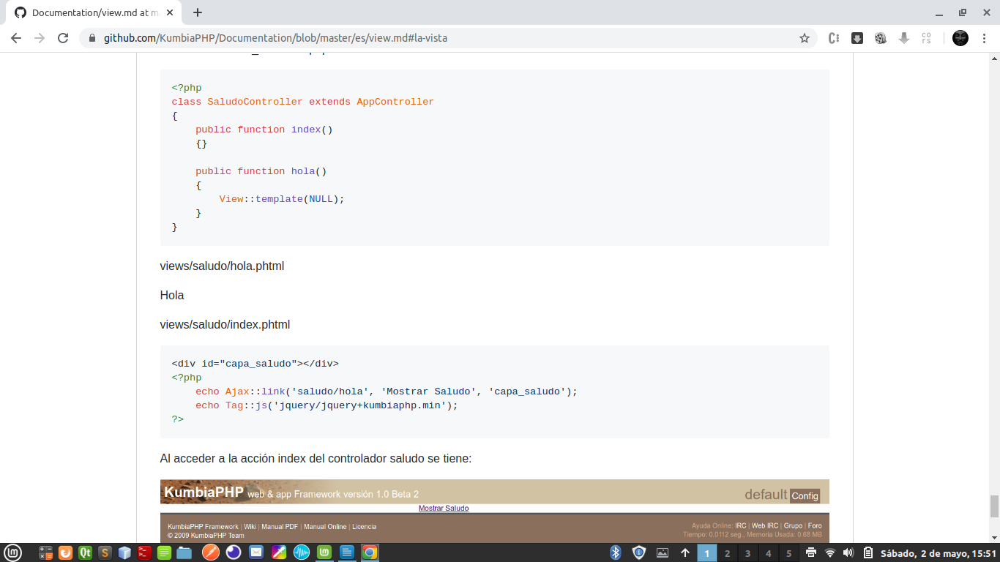 Documentation/view.md at m
github.com/KumbiaPHP/Documentation/blob/master/es/view.md#la-vista
<?php
class SaludoController extends AppController
{
    public function index()
    {}
    public function hola()
    {
        View::template(NULL);
    }
}
views/saludo/hola.phtml
Hola
views/saludo/index.phtml
<div id="capa_saludo"></div>
<?php
    echo Ajax::link('saludo/hola', 'Mostrar Saludo', 'capa_saludo');
    echo Tag::js('jquery/jquery+kumbiaphp.min');
?>
Al acceder a la acción index del controlador saludo se tiene:
KumbiaPHP web & app Framework versión 1.0 Beta 2 default Config
Mostrar Saludo
KumbiaPHP Framework | Wiki | Manual PDF | Manual Online | Licencia
© 2009 KumbiaPHP Team
Ayuda Online: IRC | Web IRC | Grupo | Foro
Tiempo: 0.0112 seg., Memoria Usada: 0.68 MB
1 2 3 4 5 Sábado, 2 de mayo, 15:51